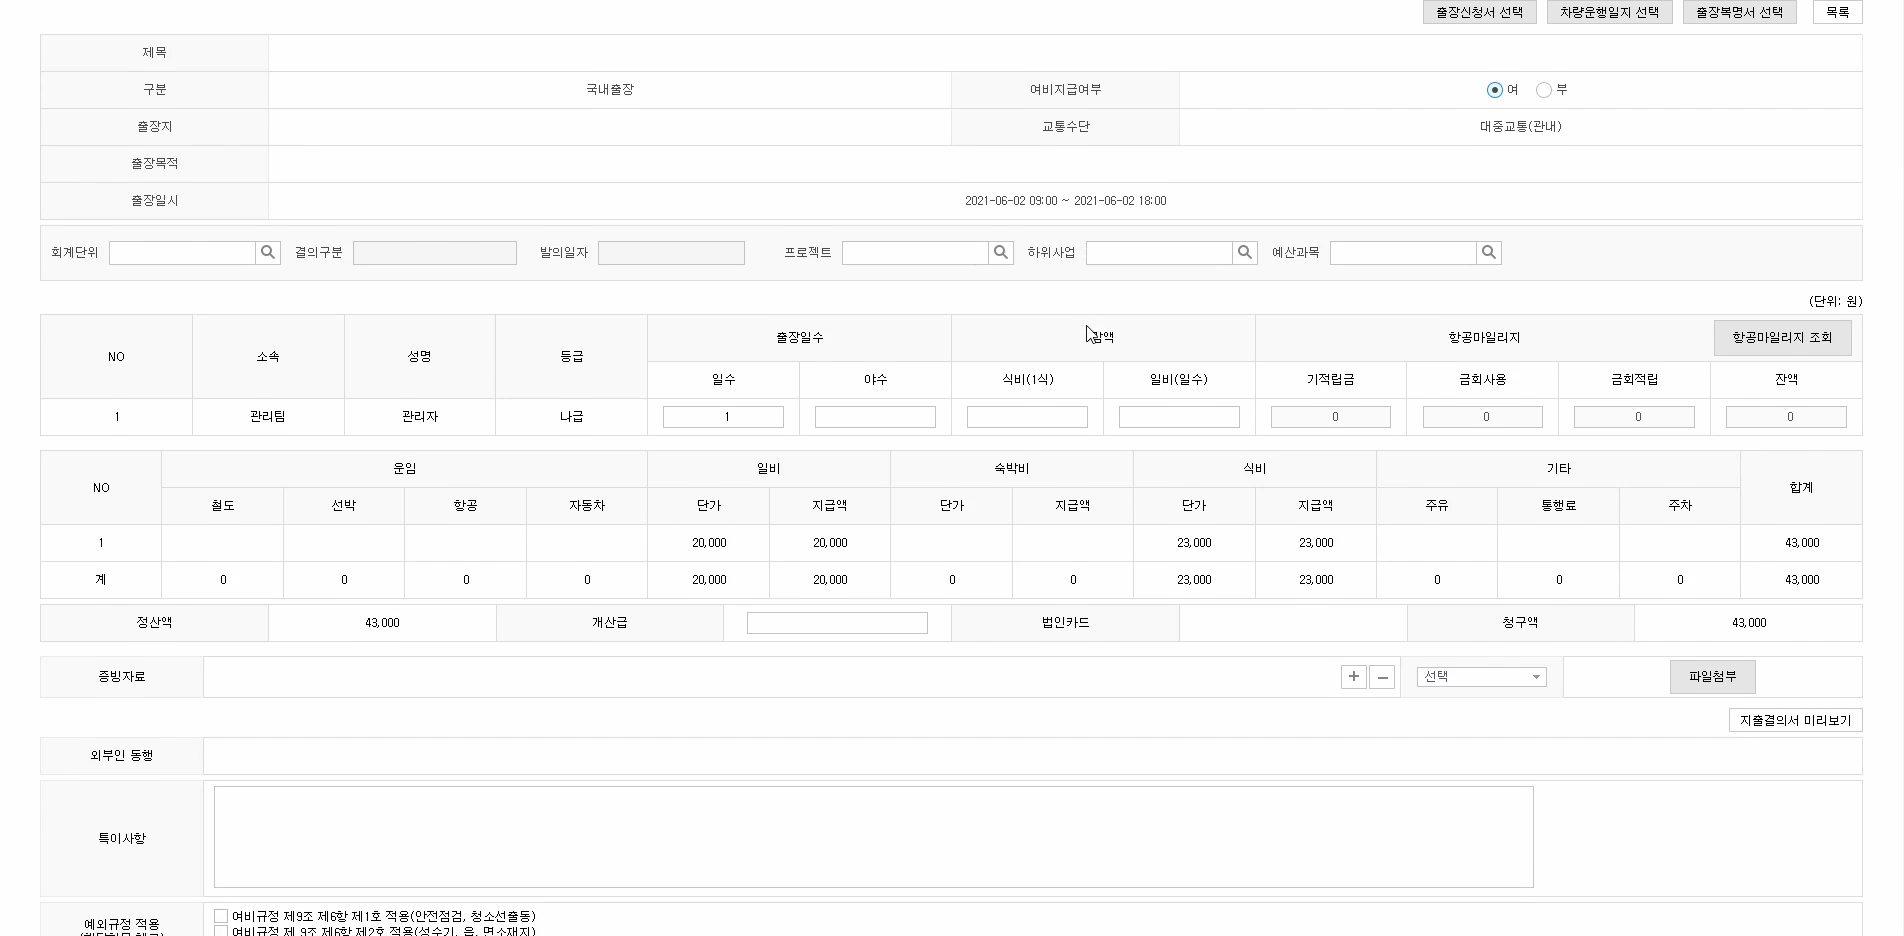 출장신청서 선택 차량운행일지 선택 출장복명서 선택 목록
제목
구분 국내출장 여비지급여부 여 부
출장지 교통수단 대중교통(관내)
출장목적
출장일시 2021-06-02 09:00 ~ 2021-06-02 18:00
회계단위 결의구분 발의일자 프로젝트 하위사업 예산과목
(단위: 원)
NO 소속 성명 등급 출장일수 항공마일리지 항공마일리지 조회
일수 야수 식비(1식) 일비(일수) 기적립금 금회사용 금회적립 잔액
1 관리팀 관리자 나급 1 0 0 0 0
NO 운임 일비 숙박비 식비 기타 합계
철도 선박 항공 자동차 단가 지급액 단가 지급액 단가 지급액 주유 통행료 주차
1 20,000 20,000 23,000 23,000 43,000
계 0 0 0 0 20,000 20,000 0 0 23,000 23,000 0 0 0 43,000
정산액 43,000 개산급 법인카드 청구액 43,000
증빙자료 + - 선택 파일첨부
지출결의서 미리보기
외부인 동행
특이사항
예외규정 적용
여비규정 제9조 제6항 제1호 적용(안전점검, 청소선출동)
여비규정 제 9조 제6항 제2호 적용(성수기, 읍, 면소재지)